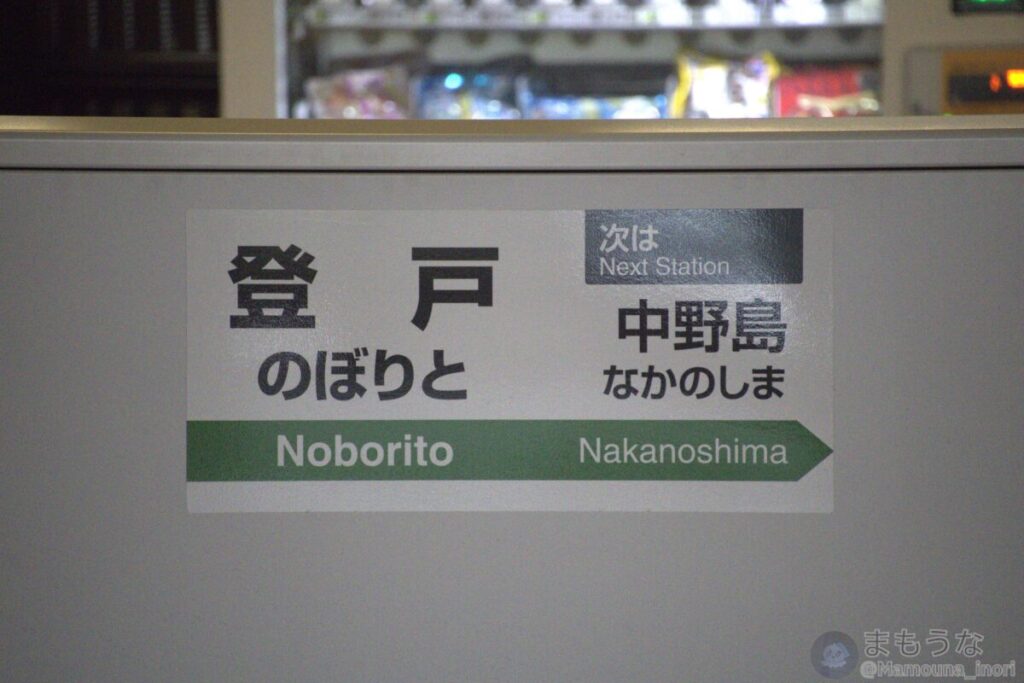 登戸
のぼりと
次は
Next Station
中野島
なかのしま
Noborito
Nakanoshima
まもうな
@Mamouna_inori